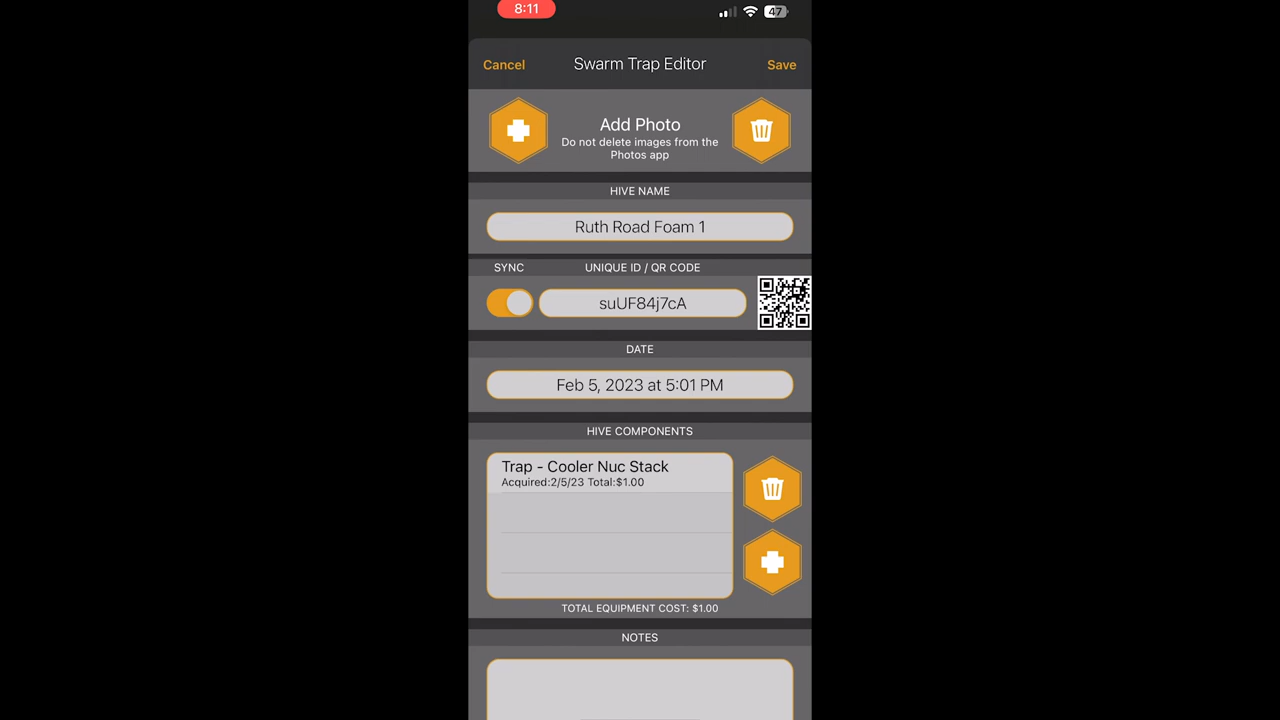 8:11
47
Cancel
Swarm Trap Editor
Save
Add Photo
Do not delete images from the
Photos app
HIVE NAME
Ruth Road Foam 1
SYNC
UNIQUE ID / QR CODE
suUF84j7cA
DATE
Feb 5, 2023 at 5:01 PM
HIVE COMPONENTS
Trap - Cooler Nuc Stack
Acquired:2/5/23 Total:$1.00
TOTAL EQUIPMENT COST: $1.00
NOTES